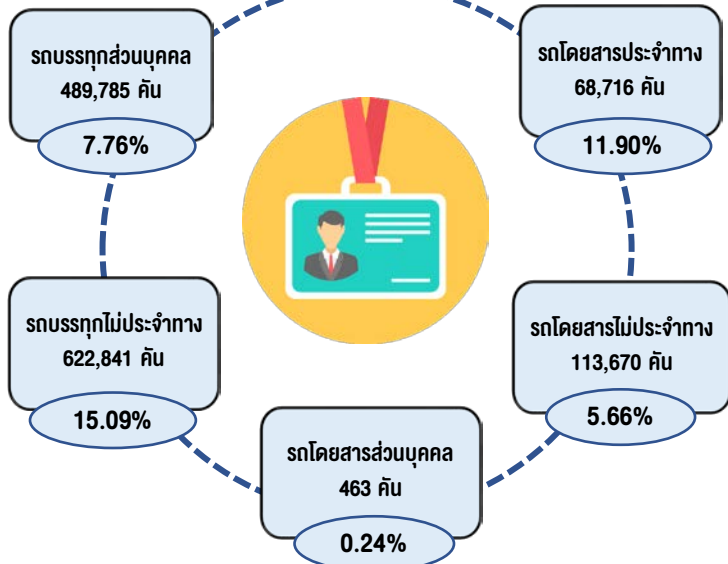 รถบรรทุกส่วนบุคคล
489,785 คัน
7.76%
รถโดยสารประจำทาง
68,716 คัน
11.90%
รถบรรทุกไม่ประจำทาง
622,841 คัน
15.09%
รถโดยสารไม่ประจำทาง
113,670 คัน
5.66%
รถโดยสารส่วนบุคคล
463 คัน
0.24%